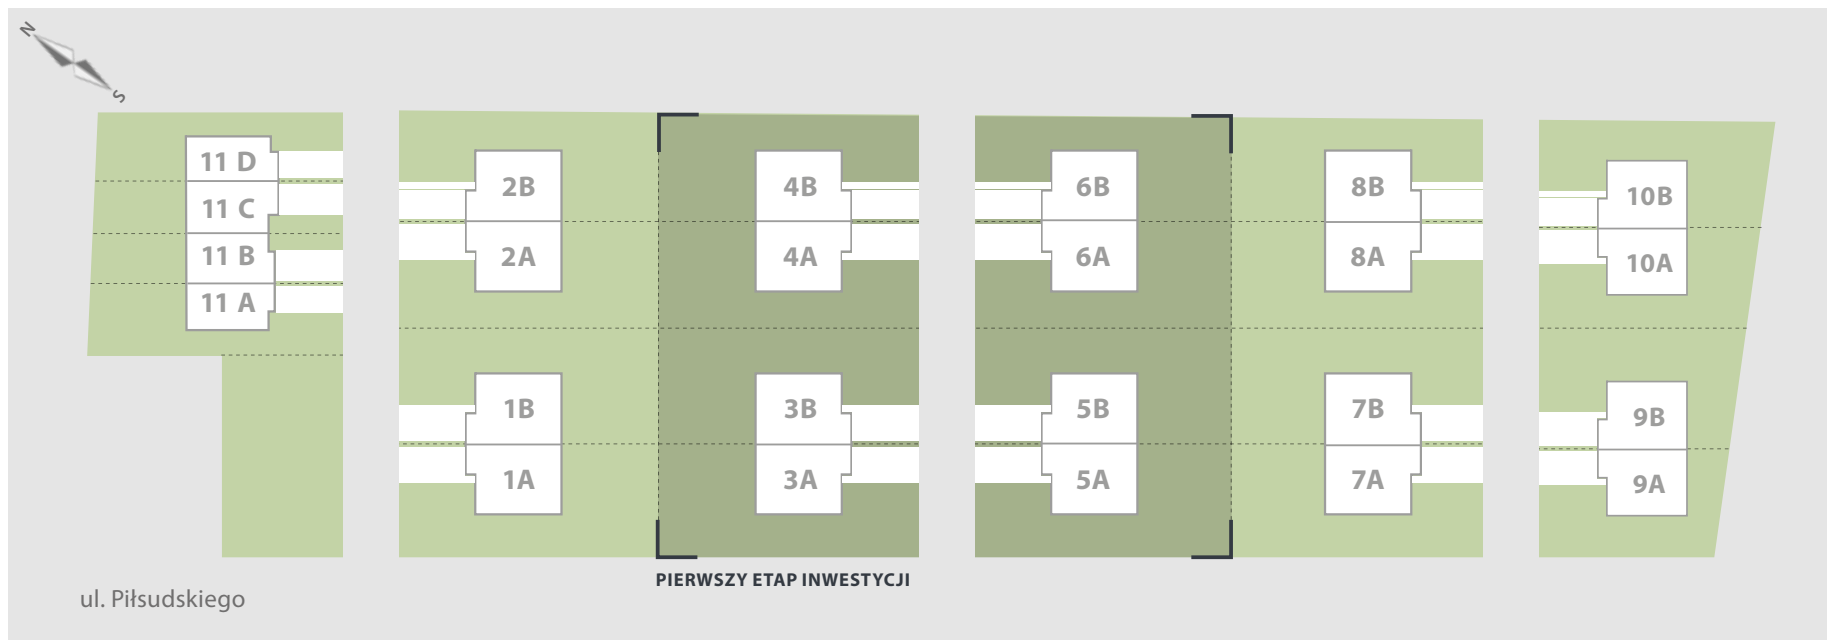 N
S
11 D
11 C
11 B
11 A
2B
2A
4B
4A
6B
6A
8B
8A
10B
10A
1B
1A
3B
3A
5B
5A
7B
7A
9B
9A
PIERWSZY ETAP INWESTYCJI
ul. Piłsudskiego